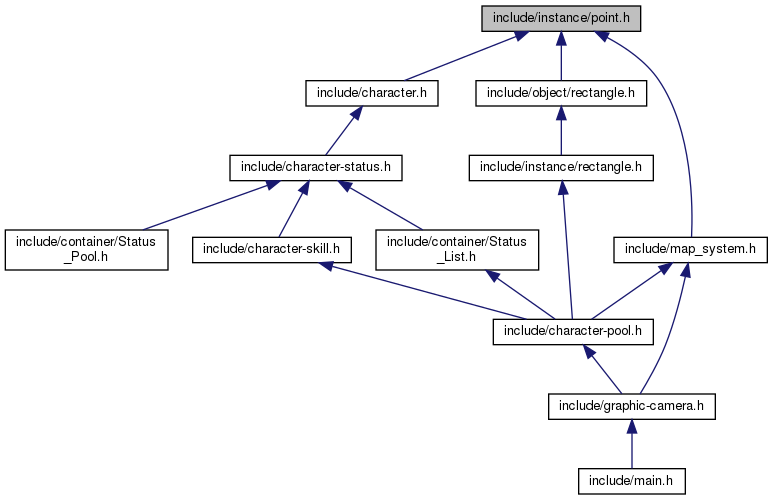 include/instance/point.h
include/character.h
include/object/rectangle.h
include/character-status.h
include/instance/rectangle.h
include/container/Status
_Pool.h
include/character-skill.h
include/container/Status
_List.h
include/map_system.h
include/character-pool.h
include/graphic-camera.h
include/main.h